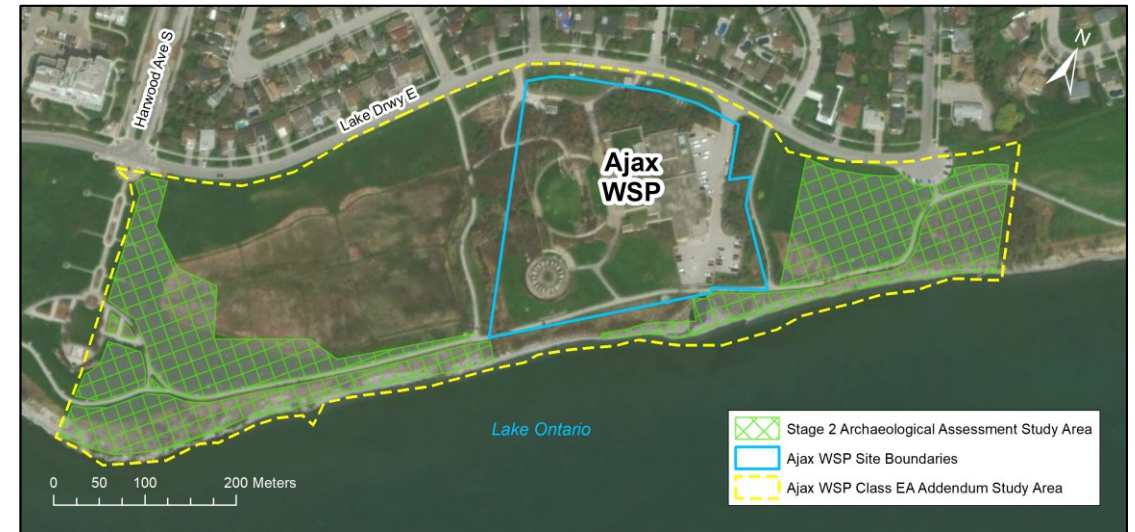 Harwood Ave S
Lake Drwy E
N
Ajax
WSP
Lake Ontario
0 50 100 200 Meters
Stage 2 Archaeological Assessment Study Area
Ajax WSP Site Boundaries
Ajax WSP Class EA Addendum Study Area